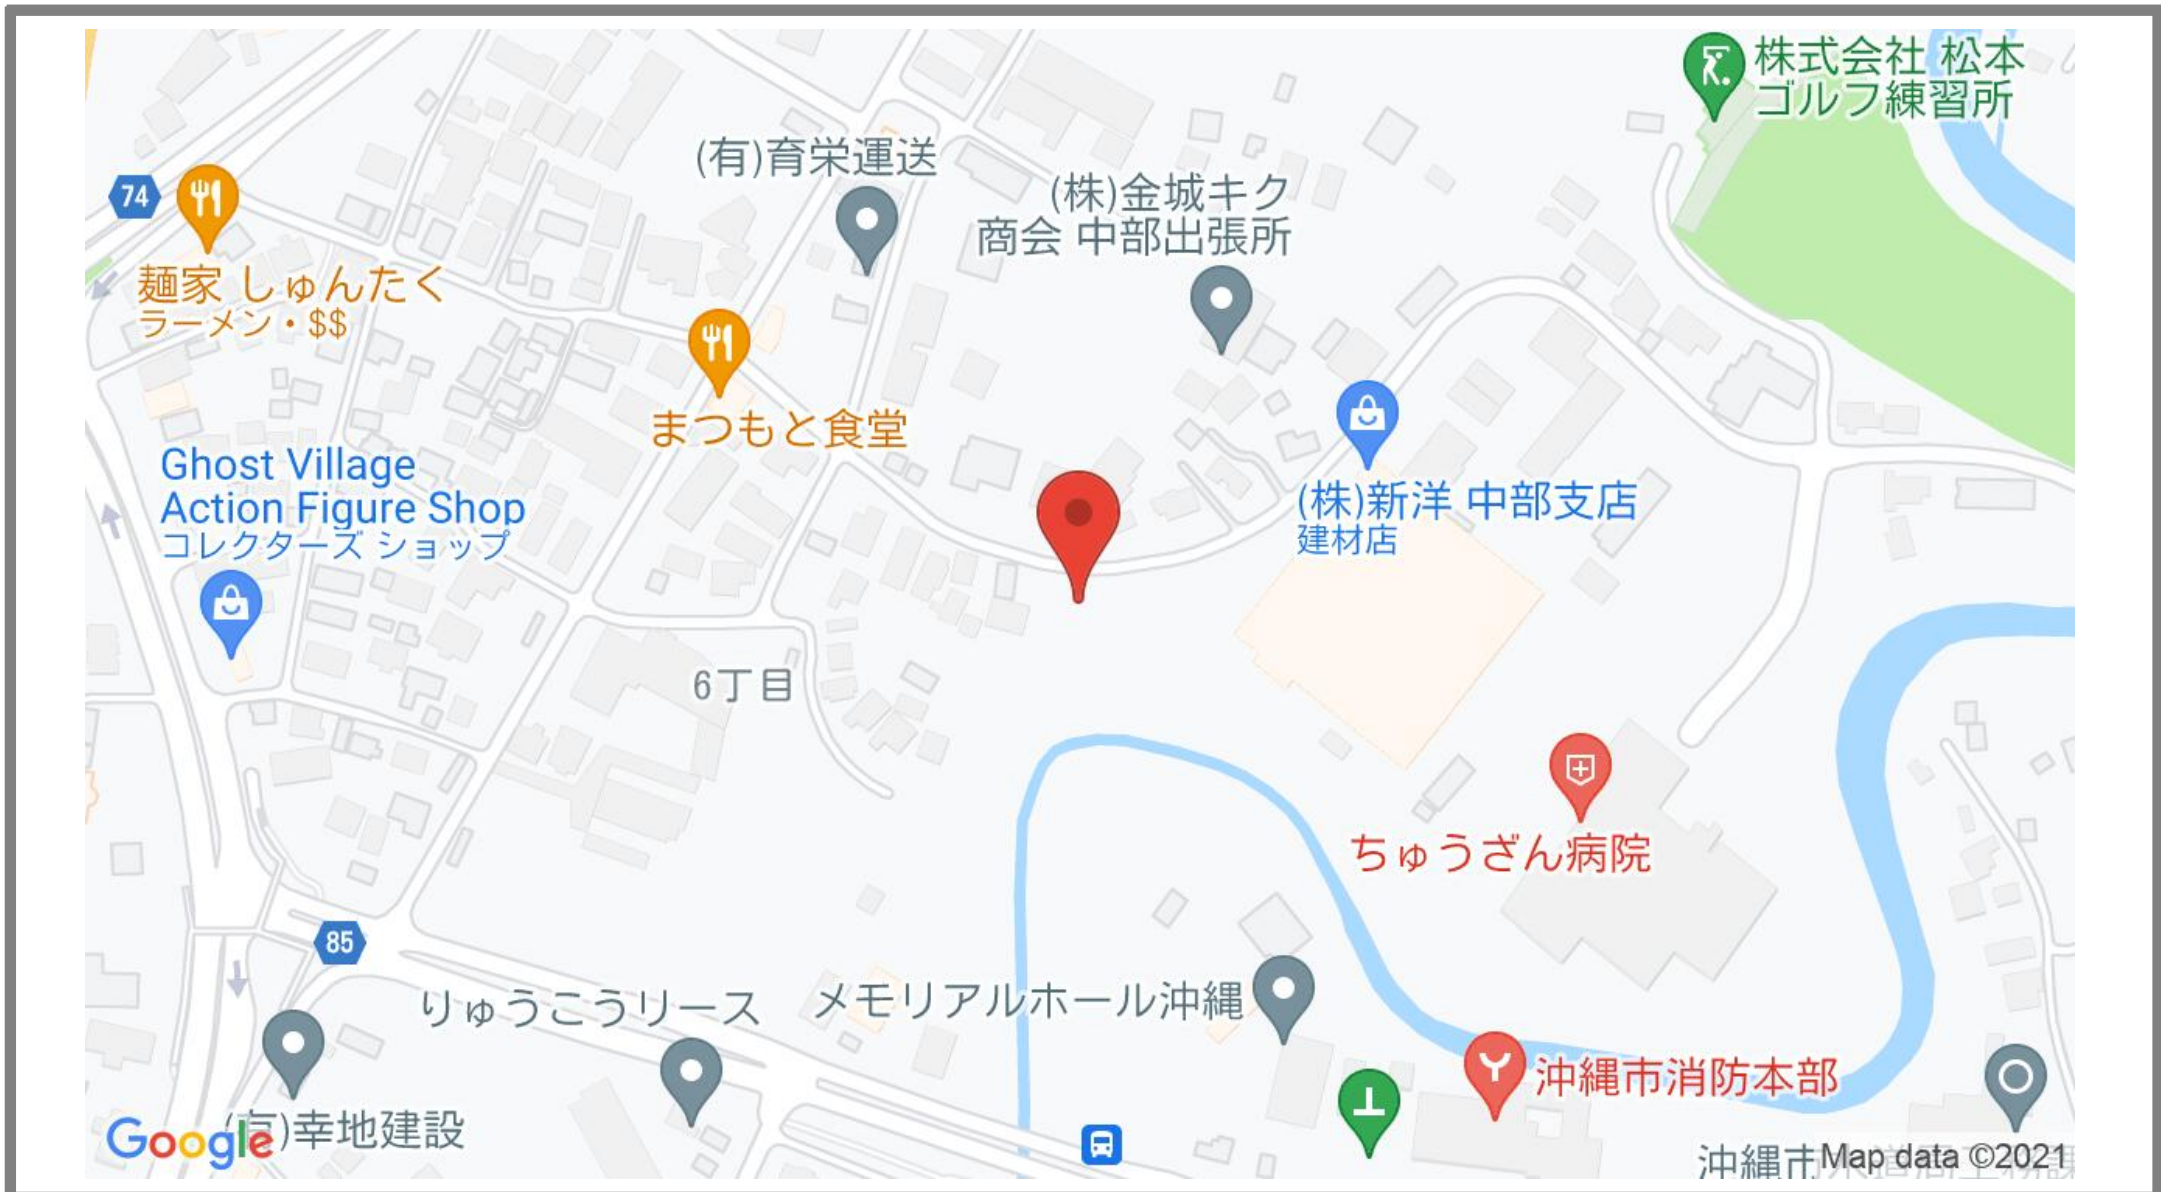 株式会社 松本
ゴルフ練習所
(有)育栄運送
(株)金城キク
商会 中部出張所
74
麺家 しゅんたく
ラーメン・$$
まつもと食堂
Ghost Village
Action Figure Shop
コレクターズ ショップ
(株)新洋 中部支店
建材店
6丁目
ちゅうざん病院
85
りゅうこうリース
メモリアルホール沖縄
沖縄市消防本部
(有)幸地建設
Google
沖縄市
Map data ©2021